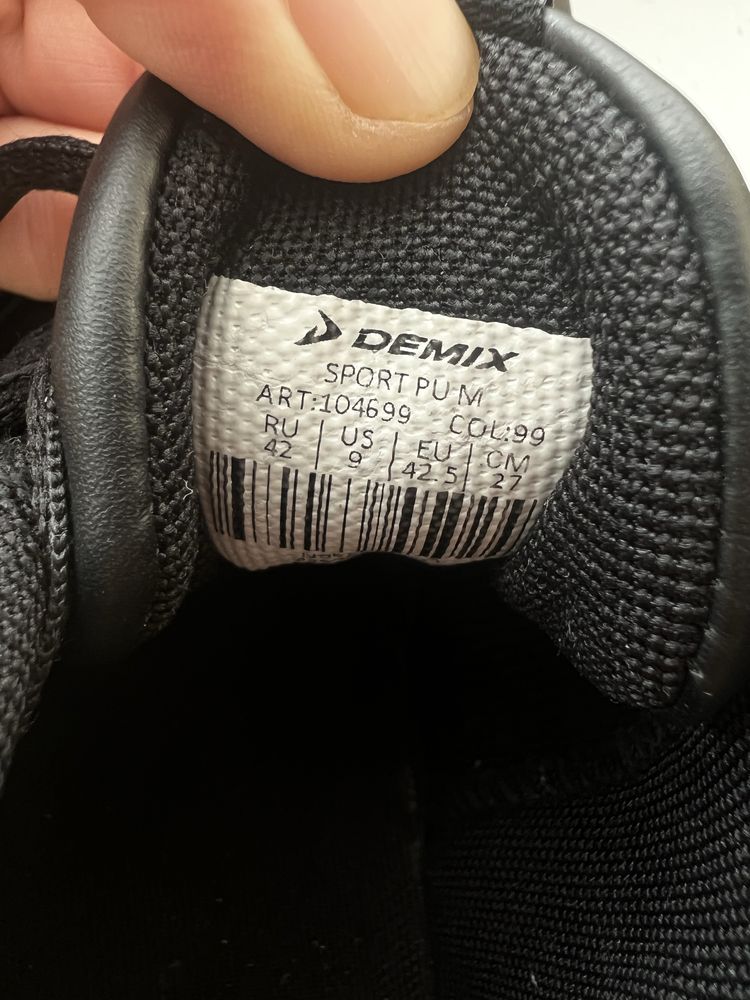 DEMIX
SPORT PU M
ART:104699 COL:99
RU US EU CM
42 9 42.5 27